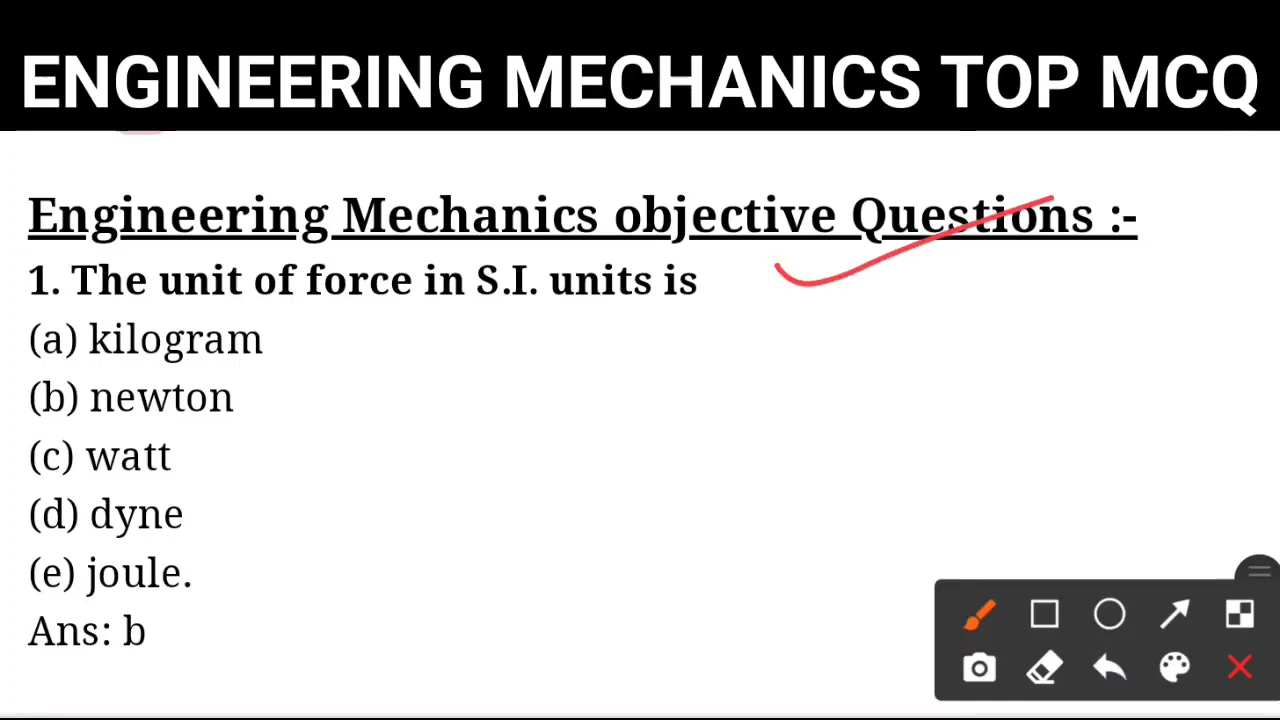 ENGINEERING MECHANICS TOP MCQ
Engineering Mechanics objective Questions :-
1. The unit of force in S.I. units is
(a) kilogram
(b) newton
(c) watt
(d) dyne
(e) joule.
Ans: b